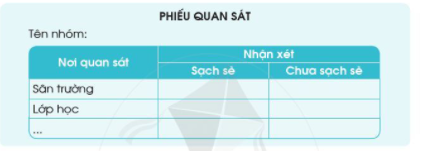 PHIẾU QUAN SÁT
Tên nhóm:
Nơi quan sát
Nhận xét
Sạch sẽ
Chưa sạch sẽ
Sân trường
Lớp học
...